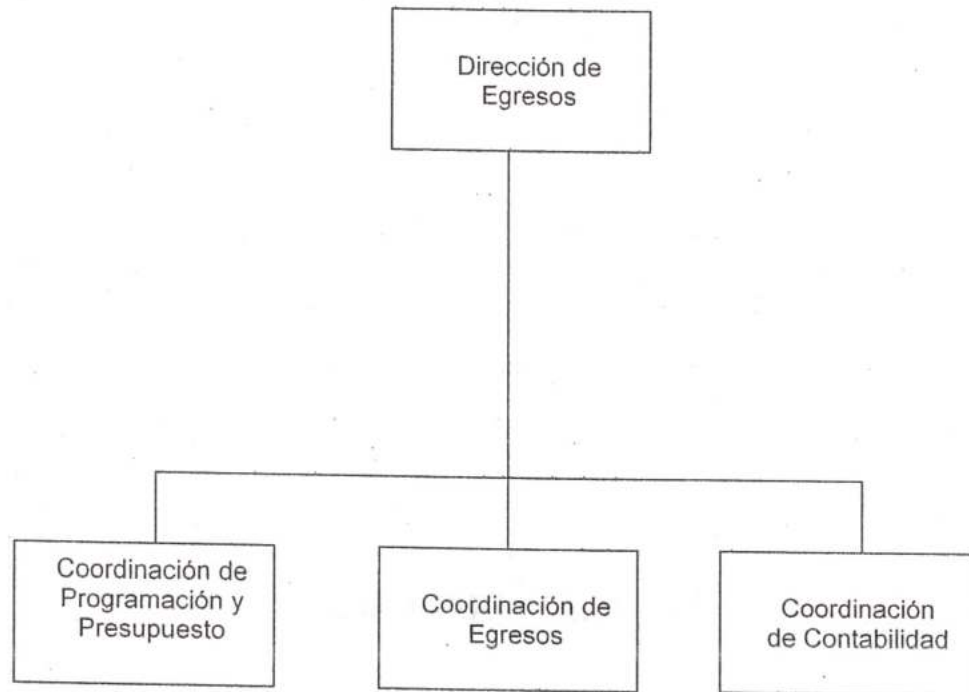 Dirección de
Egresos
Coordinación de
Programación y
Presupuesto
Coordinación de
Egresos
Coordinación
de Contabilidad